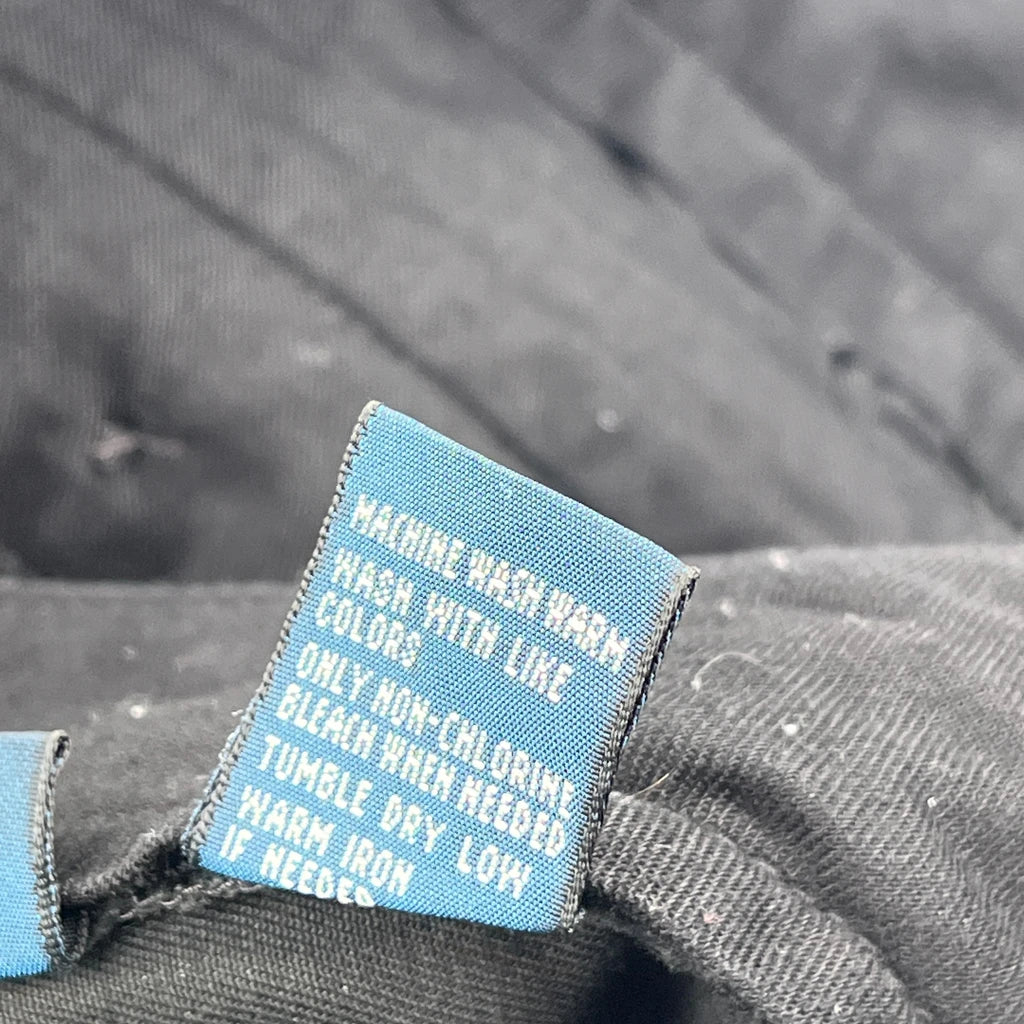 MACHINE WASH WARM
WASH WITH LIKE
COLORS
ONLY NON-CHLORINE
BLEACH WHEN NEEDED
TUMBLE DRY LOW
WARM IRON
IF NEEDED